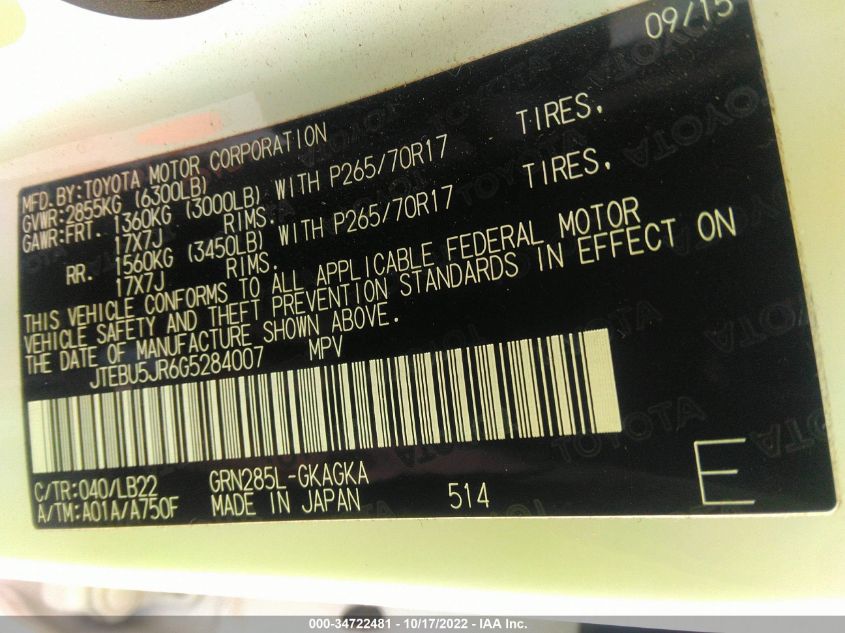 09/15
MFD.BY:TOYOTA MOTOR CORPORATION
GVWR:2855KG (6300LB)
GAWR:FRT. 1360KG (3000LB) WITH P265/70R17 TIRES,
17X7J RIMS.
RR. 1560KG (3450LB) WITH P265/70R17 TIRES,
17X7J RIMS.
THIS VEHICLE CONFORMS TO ALL APPLICABLE FEDERAL MOTOR
VEHICLE SAFETY AND THEFT PREVENTION STANDARDS IN EFFECT ON
THE DATE OF MANUFACTURE SHOWN ABOVE.
JTEBU5JR6G5284007 MPV
C/TR:040/LB22 GRN285L-GKAGKA
A/TM:A01A/A750F MADE IN JAPAN 514
E
000-34722481 - 10/17/2022 - IAA Inc.